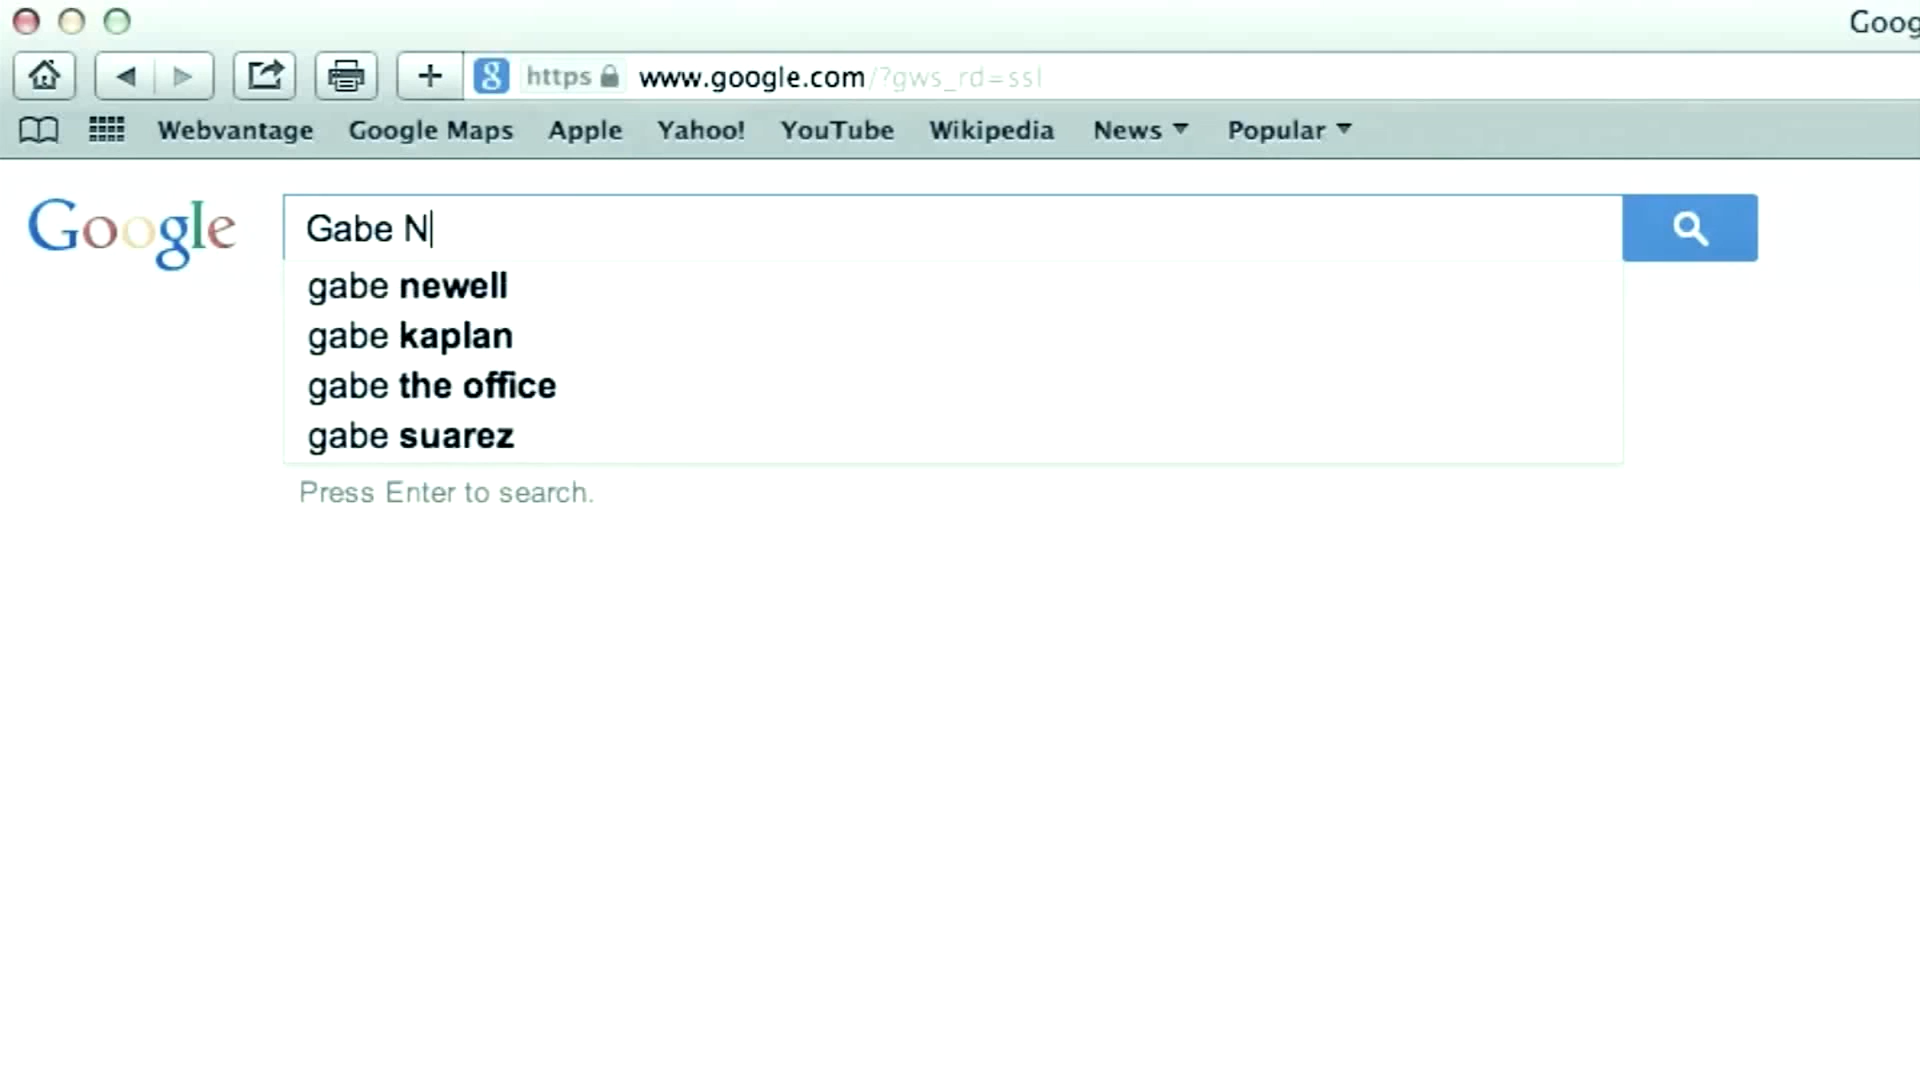 Goog
https www.google.com/?gws_rd=ssl
Webvantage Google Maps Apple Yahoo! YouTube Wikipedia News Popular
Google Gabe N
gabe newell
gabe kaplan
gabe the office
gabe suarez
Press Enter to search.